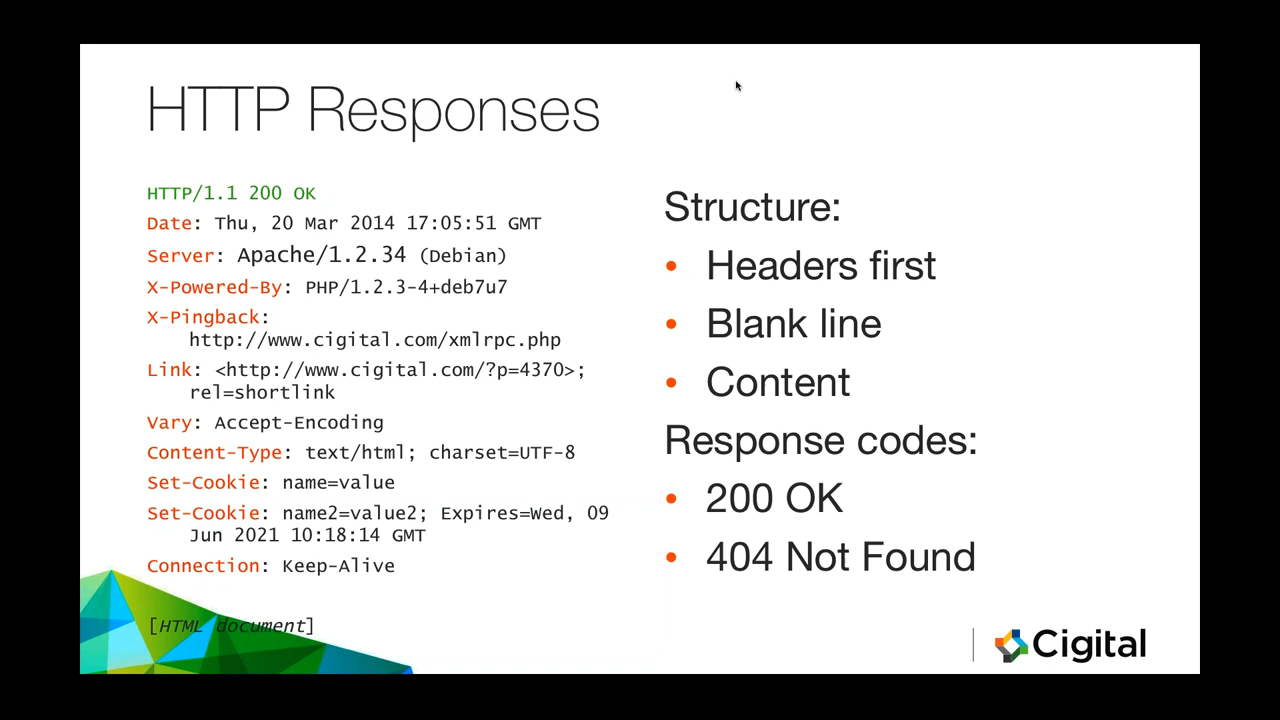 HTTP Responses
HTTP/1.1 200 OK
Date: Thu, 20 Mar 2014 17:05:51 GMT
Server: Apache/1.2.34 (Debian)
X-Powered-By: PHP/1.2.3-4+deb7u7
X-Pingback:
http://www.cigital.com/xmlrpc.php
Link: <http://www.cigital.com/?p=4370>;
rel=shortlink
Vary: Accept-Encoding
Content-Type: text/html; charset=UTF-8
Set-Cookie: name=value
Set-Cookie: name2=value2; Expires=Wed, 09
Jun 2021 10:18:14 GMT
Connection: Keep-Alive
[HTML document]
Structure:
• Headers first
• Blank line
• Content
Response codes:
• 200 OK
• 404 Not Found
Cigital